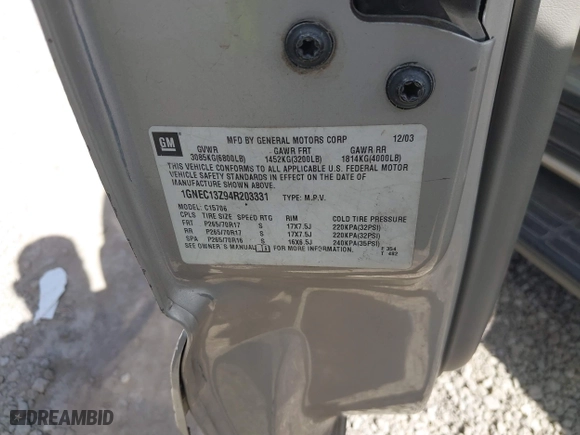 GM MFD BY GENERAL MOTORS CORP 12/03
GVWR GAWR FRT GAWR RR
3085KG(6800LB) 1452KG(3200LB) 1814KG(4000LB)
THIS VEHICLE CONFORMS TO ALL APPLICABLE U.S. FEDERAL MOTOR
VEHICLE SAFETY STANDARDS IN EFFECT ON THE DATE OF
MANUFACTURE SHOWN ABOVE.
1GNEC13Z94R203331 TYPE: M.P.V.
MODEL: C15706
CPLS TIRE SIZE SPEED RTG RIM COLD TIRE PRESSURE
FRT P265/70R17 S 17X7.5J 220KPA(32PSI)
RR P265/70R17 S 17X7.5J 220KPA(32PSI)
SPA P265/70R16 S 16X6.5J 240KPA(35PSI)
SEE OWNER'S MANUAL FOR MORE INFORMATION.
DREAMBID